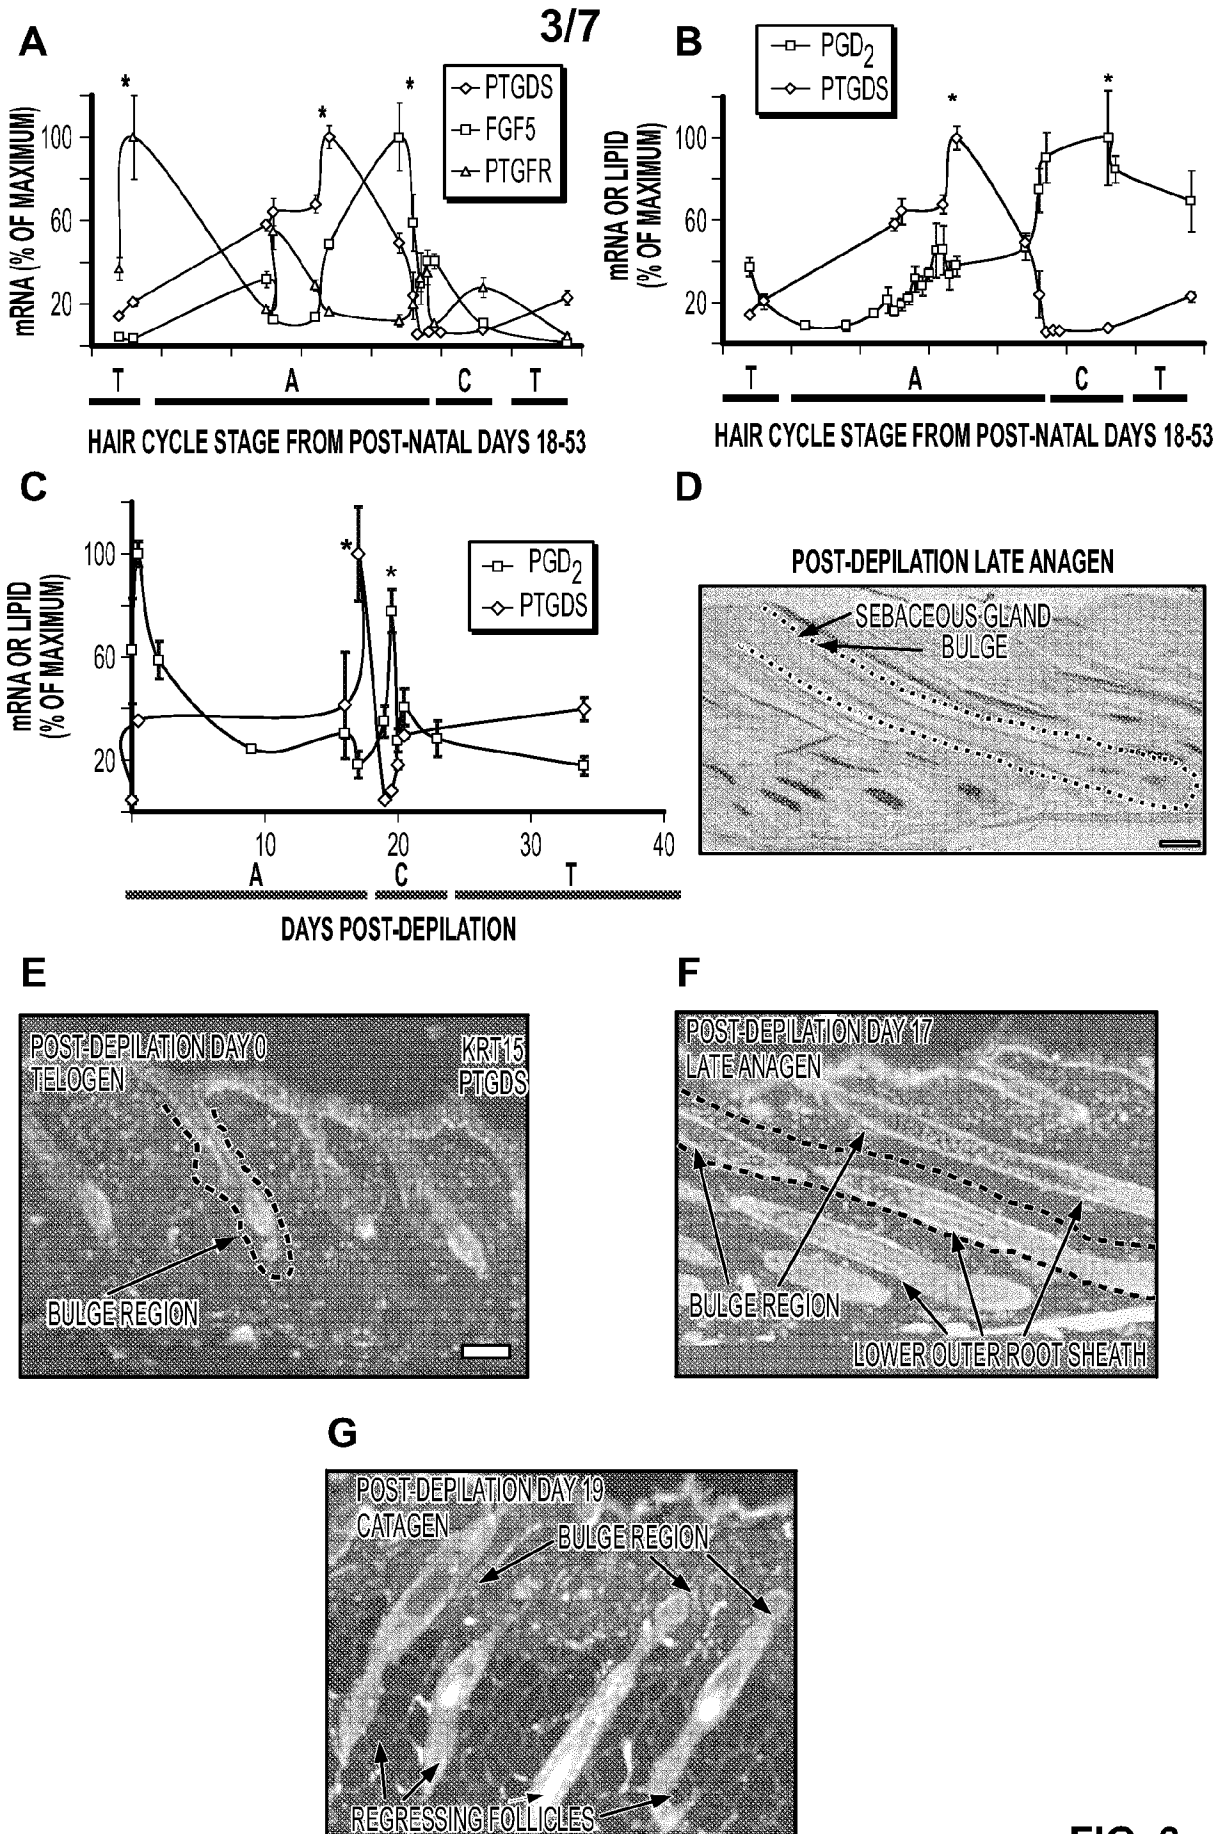 3/7
A
*
*
*
PTGDS
FGF5
PTGFR
mRNA (% OF MAXIMUM)
100
60
20
T
A
C
T
HAIR CYCLE STAGE FROM POST-NATAL DAYS 18-53
B
PGD2
PTGDS
*
*
mRNA OR LIPID
(% OF MAXIMUM)
100
60
20
T
A
C
T
HAIR CYCLE STAGE FROM POST-NATAL DAYS 18-53
C
*
*
PGD2
PTGDS
mRNA OR LIPID
(% OF MAXIMUM)
100
60
20
10
20
30
40
A
C
T
DAYS POST-DEPILATION
D
POST-DEPILATION LATE ANAGEN
SEBACEOUS GLAND
BULGE
E
POST-DEPILATION DAY 0
TELOGEN
KRT15
PTGDS
BULGE REGION
F
POST-DEPILATION DAY 17
LATE ANAGEN
BULGE REGION
LOWER OUTER ROOT SHEATH
G
POST-DEPILATION DAY 19
CATAGEN
BULGE REGION
REGRESSING FOLLICLES